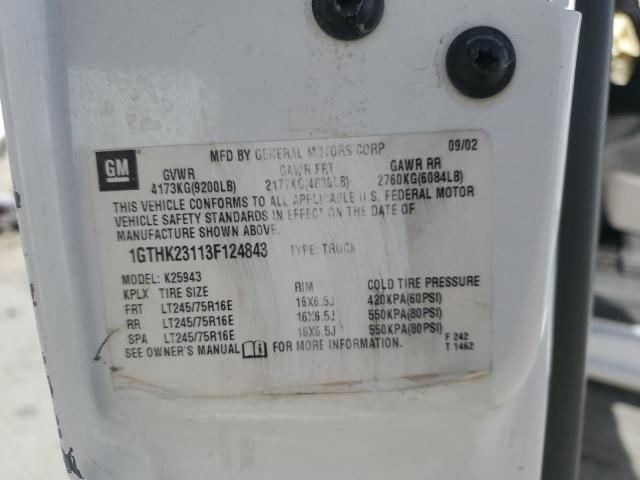 GM
MFD BY GENERAL MOTORS CORP 09/02
GVWR GAWR FRT GAWR RR
4173KG(9200LB) 2177KG(4800LB) 2760KG(6084LB)
THIS VEHICLE CONFORMS TO ALL APPLICABLE U.S. FEDERAL MOTOR
VEHICLE SAFETY STANDARDS IN EFFECT ON THE DATE OF
MANUFACTURE SHOWN ABOVE.
1GTHK23113F124843 TYPE: TRUCK
MODEL: K25943
KPLX TIRE SIZE RIM COLD TIRE PRESSURE
FRT LT245/75R16E 16X6.5J 420KPA(60PSI)
RR LT245/75R16E 16X6.5J 550KPA(80PSI)
SPA LT245/75R16E 16X6.5J 550KPA(80PSI)
SEE OWNER'S MANUAL FOR MORE INFORMATION. F 242
T 1462